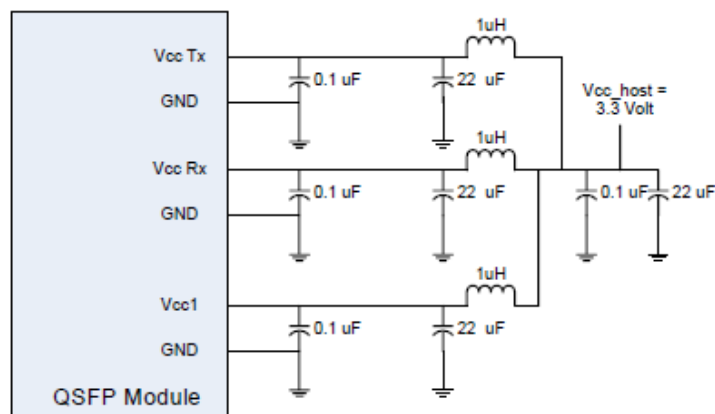 1uH
Vcc Tx
0.1 uF
22 uF
GND
Vcc_host =
3.3 Volt
1uH
Vcc Rx
0.1 uF
22 uF
0.1 uF
22 uF
GND
1uH
Vcc1
0.1 uF
22 uF
GND
QSFP Module